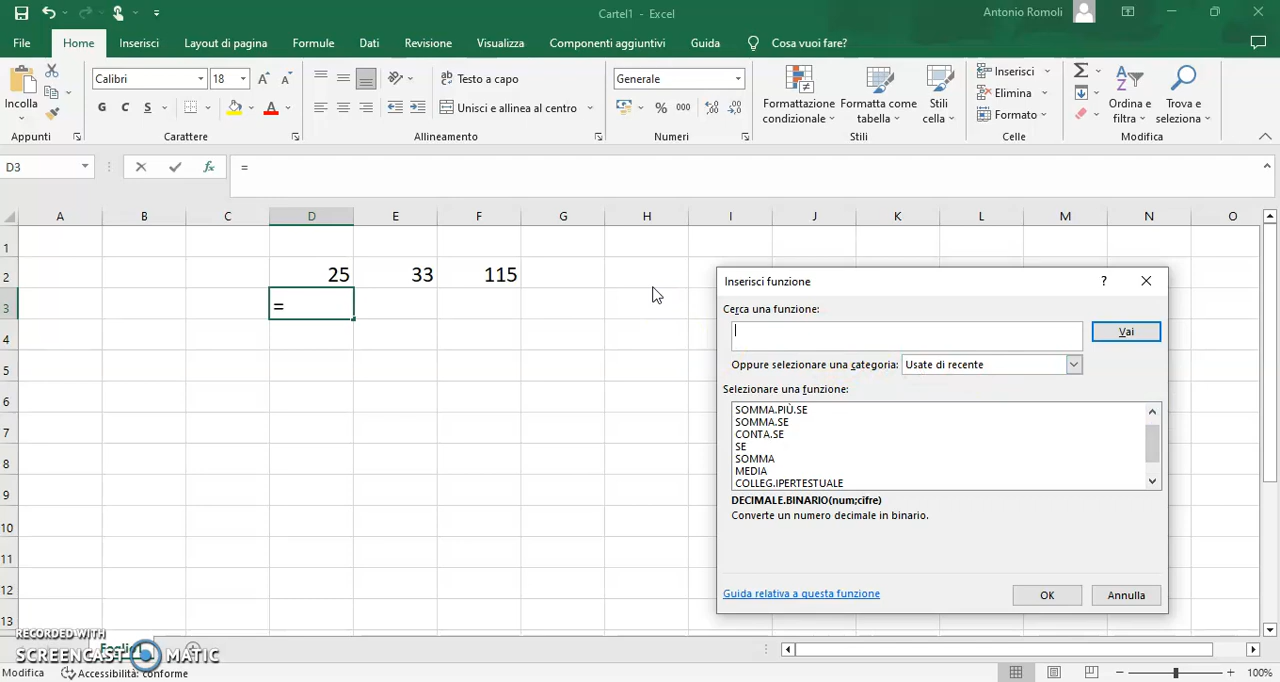 Cartel1 - Excel
Antonio Romoli
File Home Inserisci Layout di pagina Formule Dati Revisione Visualizza Componenti aggiuntivi Guida Cosa vuoi fare?
Incolla
Calibri 18
G C S
Testo a capo
Unisci e allinea al centro
Generale
% 000
Formattazione condizionale
Formatta come tabella
Stili cella
Inserisci
Elimina
Formato
Ordina e filtra
Trova e seleziona
Appunti Carattere Allineamento Numeri Stili Celle Modifica
D3 fx =
A B C D E F G H I J K L M N O
1
2 25 33 115
3 =
4
5
6
7
8
9
10
11
12
13
Inserisci funzione ?
Cerca una funzione:
Vai
Oppure selezionare una categoria: Usate di recente
Selezionare una funzione:
SOMMA.PIÙ.SE
SOMMA.SE
CONTA.SE
SE
SOMMA
MEDIA
COLLEG.IPERTESTUALE
DECIMALE.BINARIO(num;cifre)
Converte un numero decimale in binario.
Guida relativa a questa funzione
OK Annulla
RECORDED WITH
SCREENCAST MATIC
Modifica Accessibilità: conforme 100%